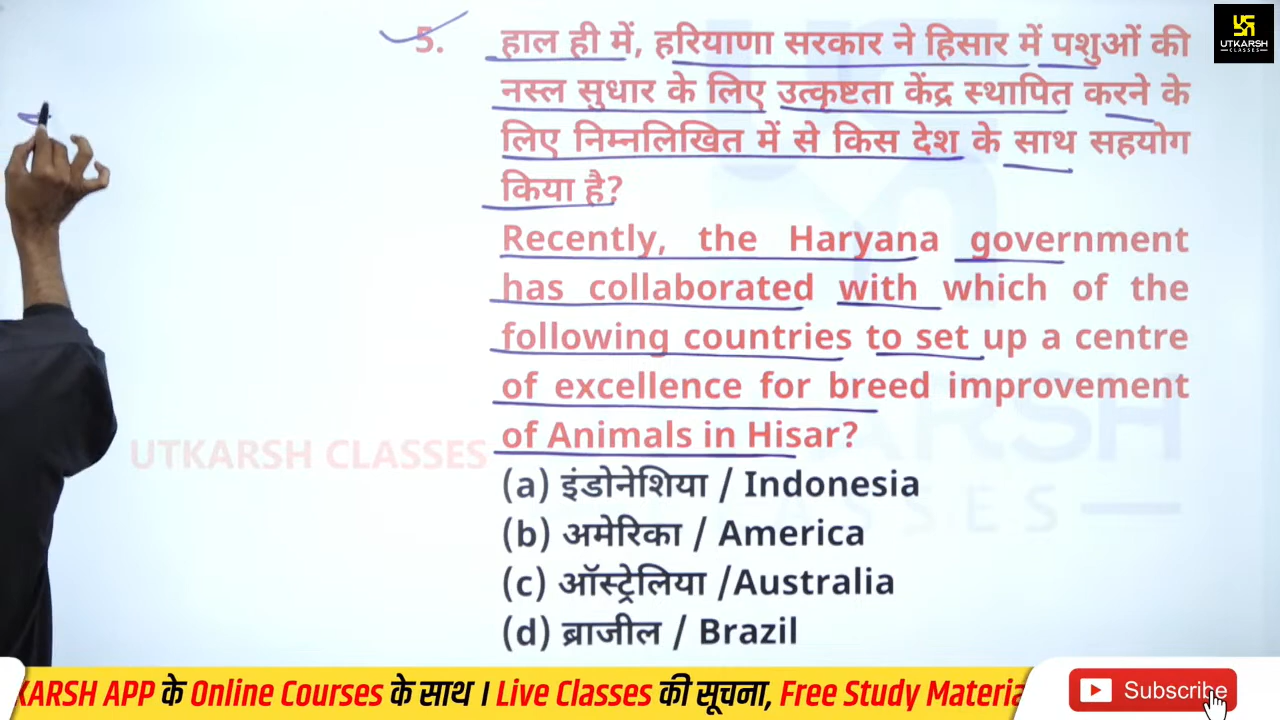 UTKARSH
CLASSES
5. हाल ही में, हरियाणा सरकार ने हिसार में पशुओं की
नस्ल सुधार के लिए उत्कृष्टता केंद्र स्थापित करने के
लिए निम्नलिखित में से किस देश के साथ सहयोग
किया है?
Recently, the Haryana government
has collaborated with which of the
following countries to set up a centre
of excellence for breed improvement
of Animals in Hisar?
UTKARSH CLASSES
(a) इंडोनेशिया / Indonesia
(b) अमेरिका / America
(c) ऑस्ट्रेलिया /Australia
(d) ब्राजील / Brazil
KARSH APP के Online Courses के साथ । Live Classes की सूचना, Free Study Materia
Subscribe